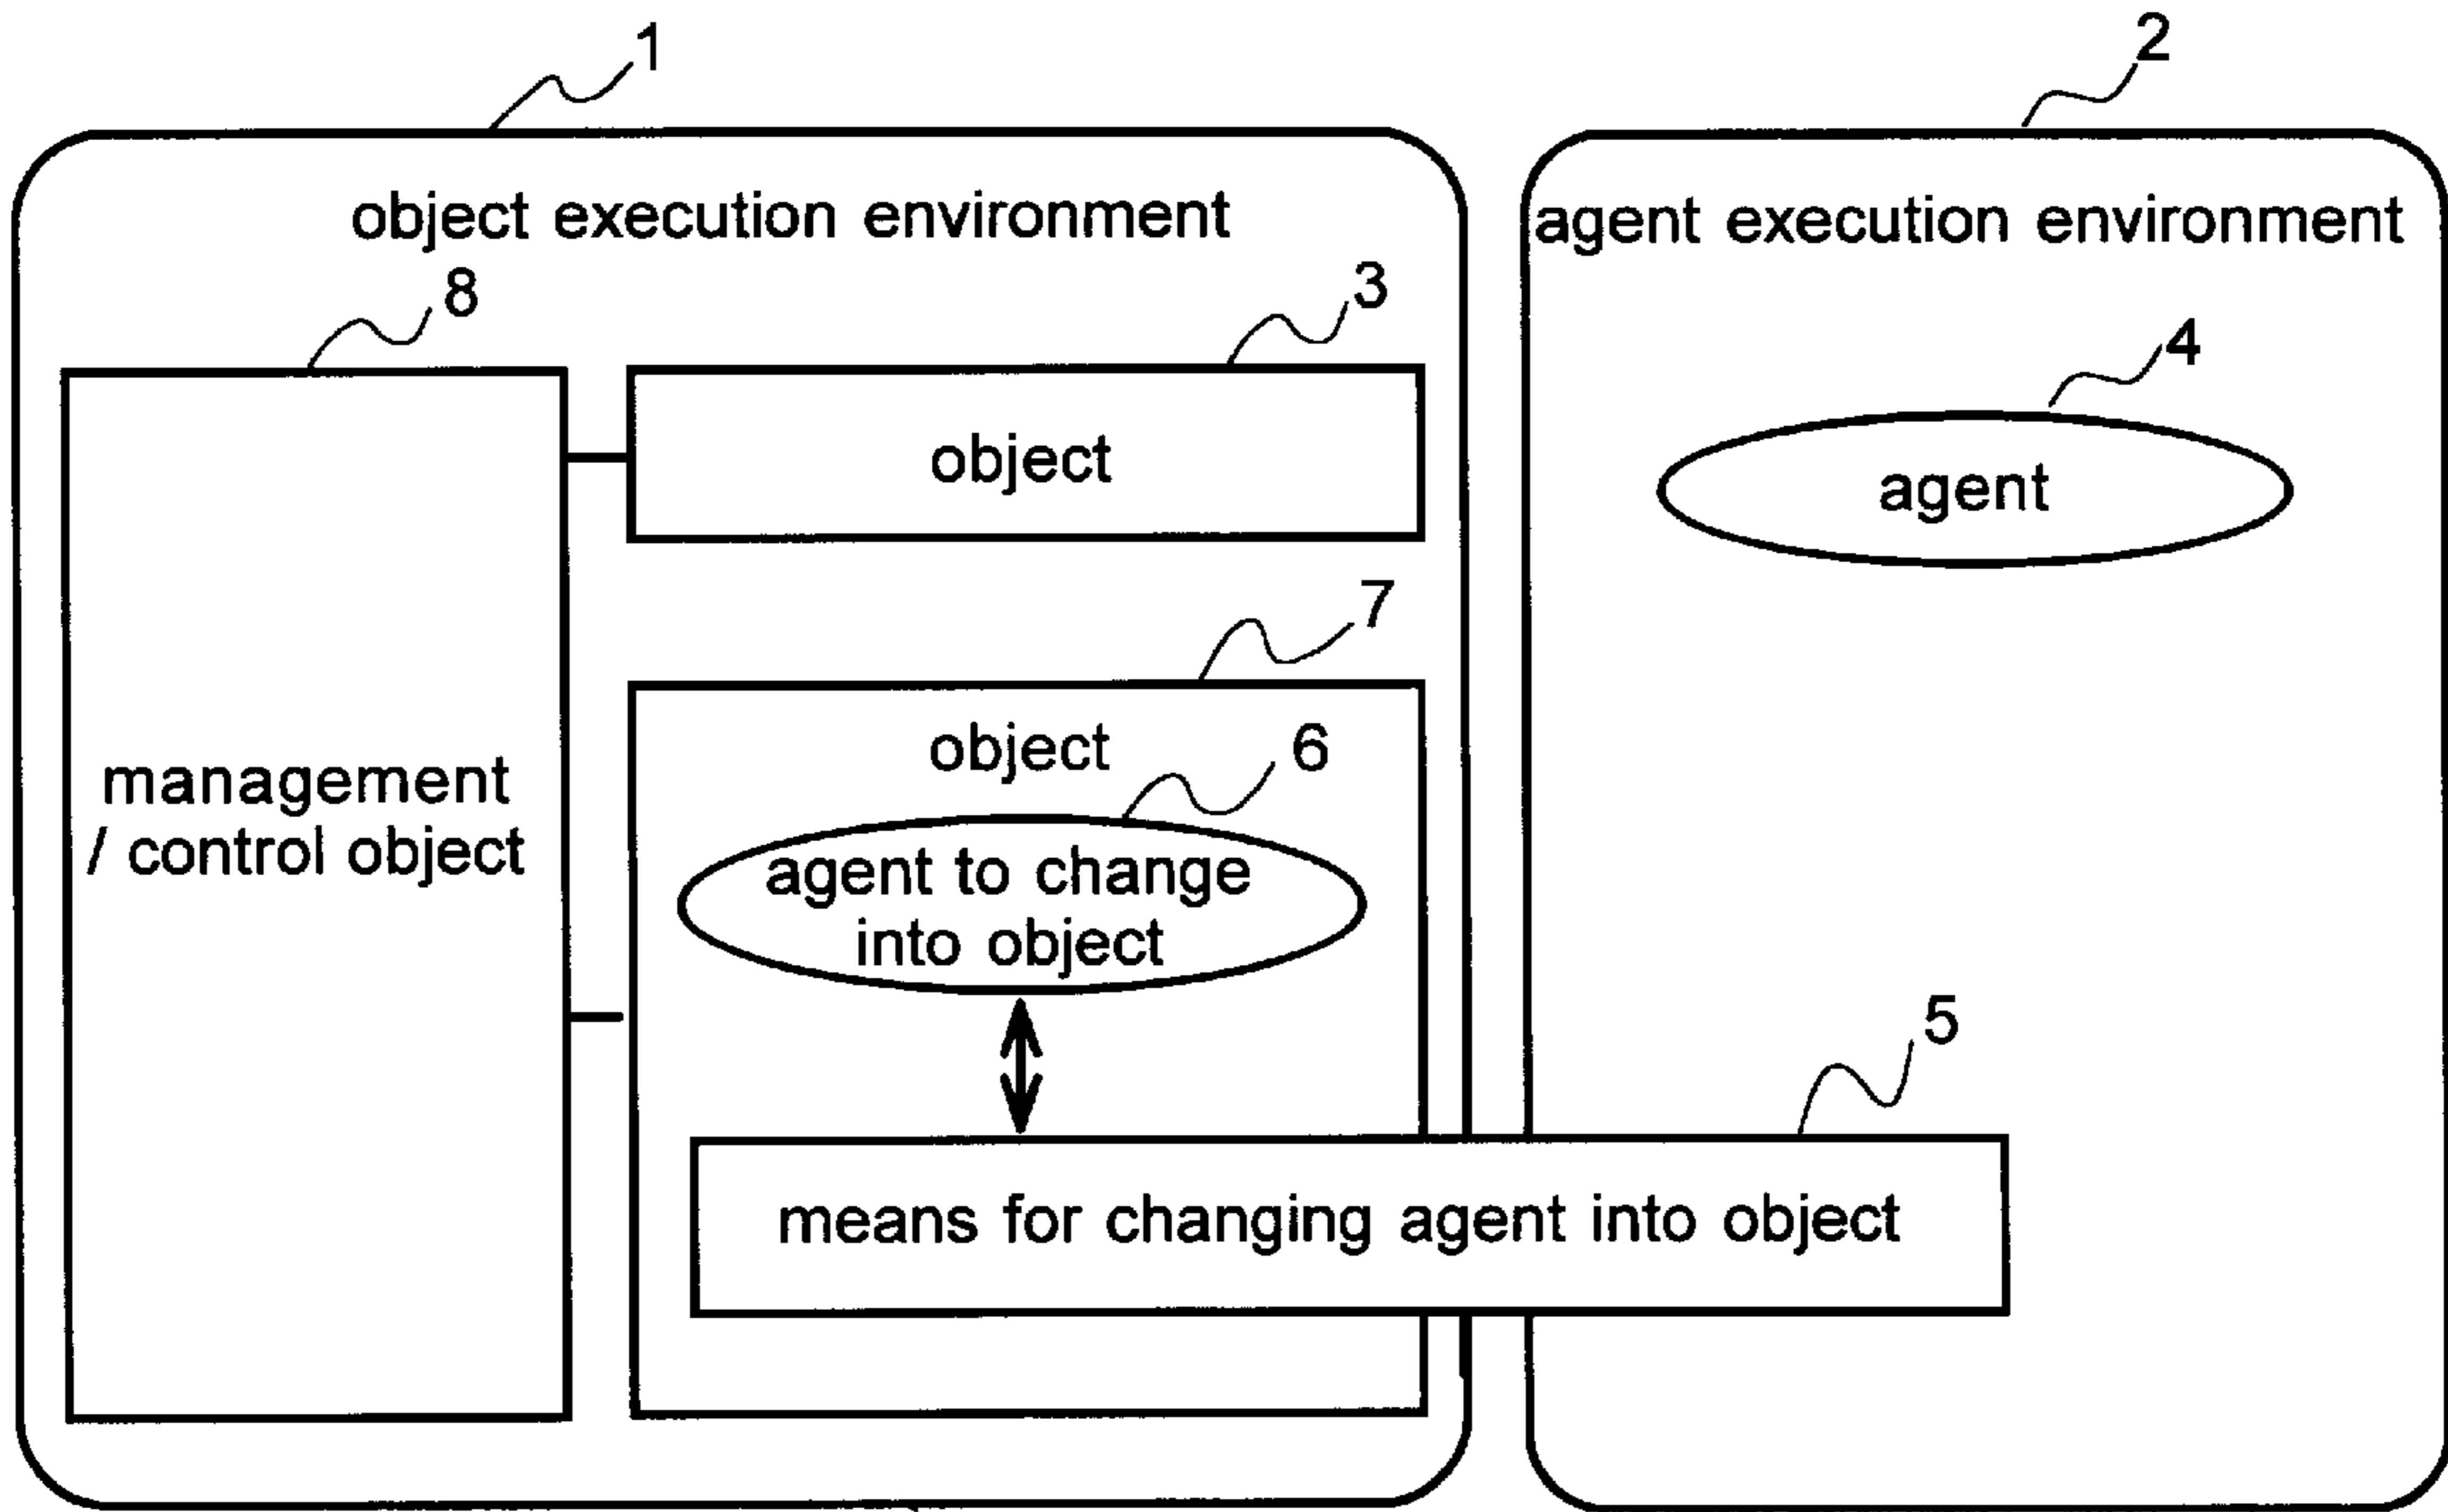 1
2
object execution environment
agent execution environment
8
3
4
object
agent
7
object
6
management
/ control object
agent to change
into object
5
means for changing agent into object